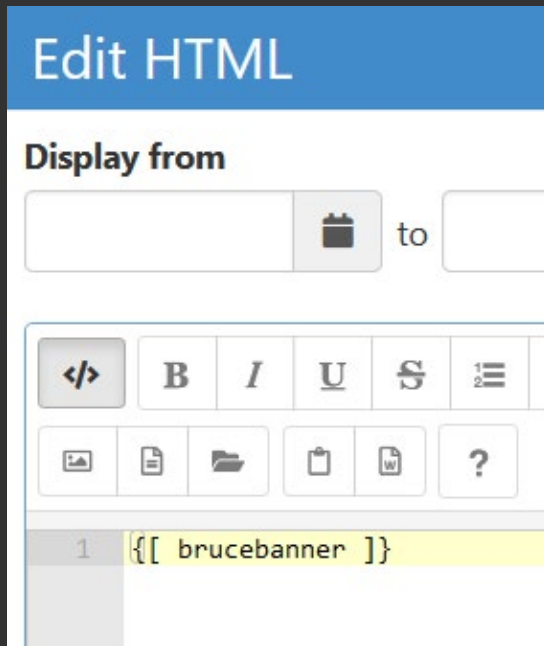 Edit HTML
Display from
to
</> B I U S
?
1 {[ brucebanner ]}